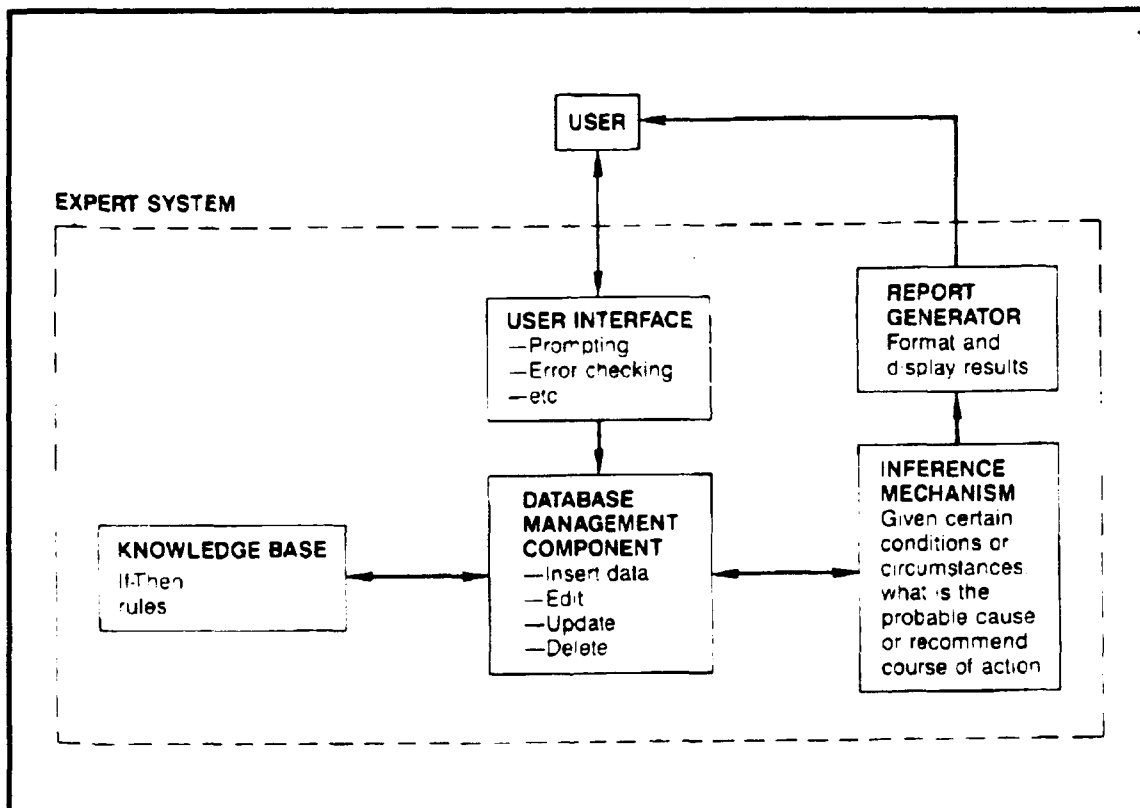 USER
EXPERT SYSTEM
USER INTERFACE
—Prompting
—Error checking
—etc
REPORT
GENERATOR
Format and
display results
KNOWLEDGE BASE
If-Then
rules
DATABASE
MANAGEMENT
COMPONENT
—Insert data
—Edit
—Update
—Delete
INFERENCE
MECHANISM
Given certain
conditions or
circumstances,
what is the
probable cause
or recommend
course of action